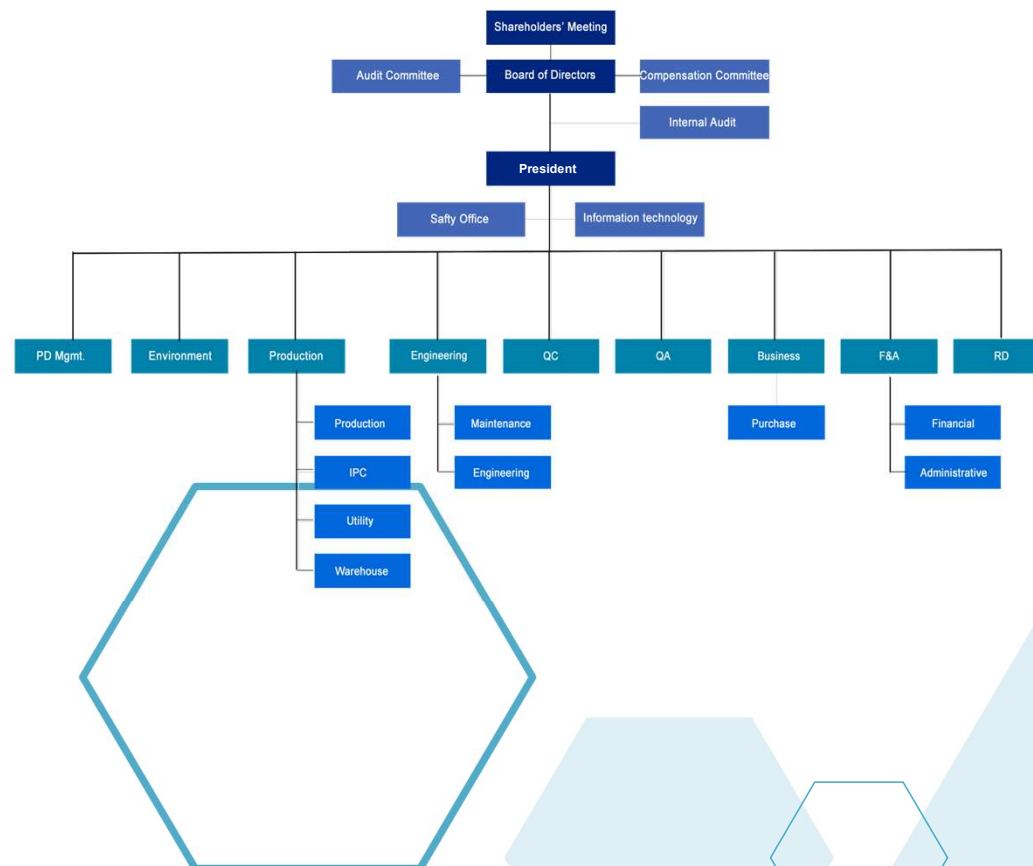 Shareholders' Meeting
Audit Committee
Board of Directors
Compensation Committee
Internal Audit
President
Safty Office
Information technology
PD Mgmt.
Environment
Production
Engineering
QC
QA
Business
F&A
RD
Production
Maintenance
Purchase
Financial
IPC
Engineering
Administrative
Utility
Warehouse